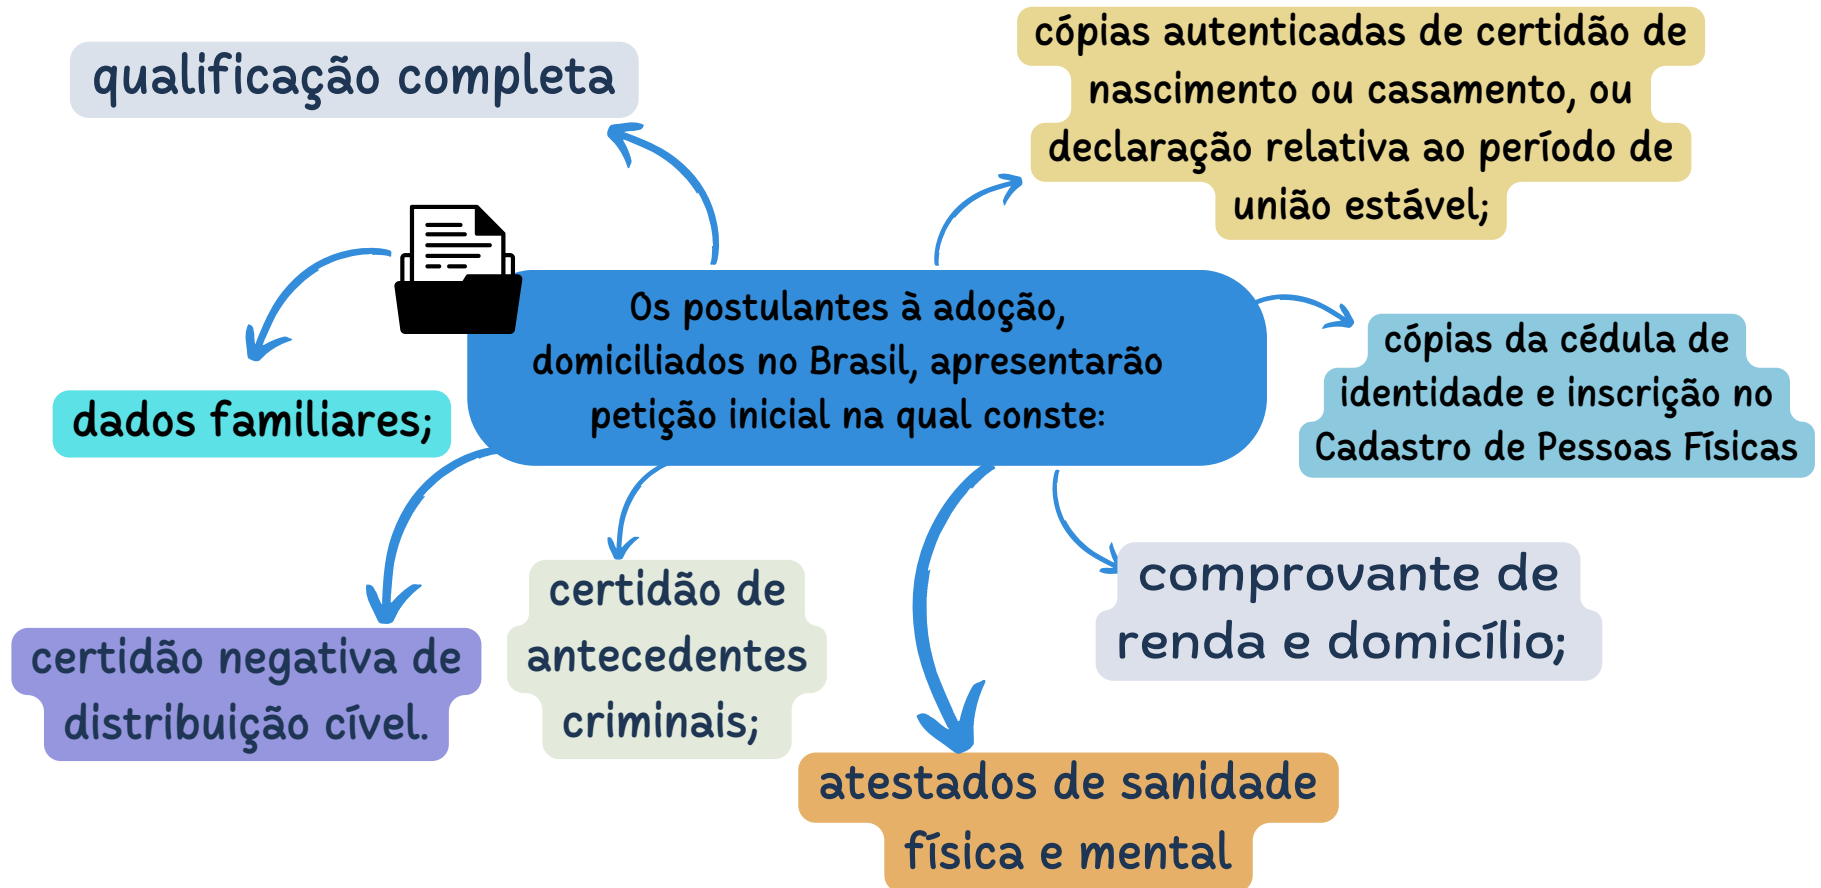 qualificação completa
cópias autenticadas de certidão de
nascimento ou casamento, ou
declaração relativa ao período de
união estável;
Os postulantes à adoção,
domiciliados no Brasil, apresentarão
petição inicial na qual conste:
cópias da cédula de
identidade e inscrição no
Cadastro de Pessoas Físicas
dados familiares;
certidão negativa de
distribuição cível.
certidão de
antecedentes
criminais;
comprovante de
renda e domicílio;
atestados de sanidade
física e mental